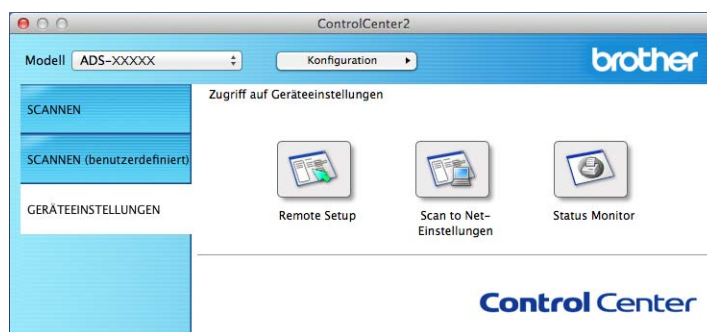 ControlCenter2
Modell ADS-XXXXX Konfiguration brother
SCANNEN
SCANNEN (benutzerdefiniert)
GERÄTEEINSTELLUNGEN
Zugriff auf Geräteeinstellungen
Remote Setup
Scan to Net-
Einstellungen
Status Monitor
Control Center